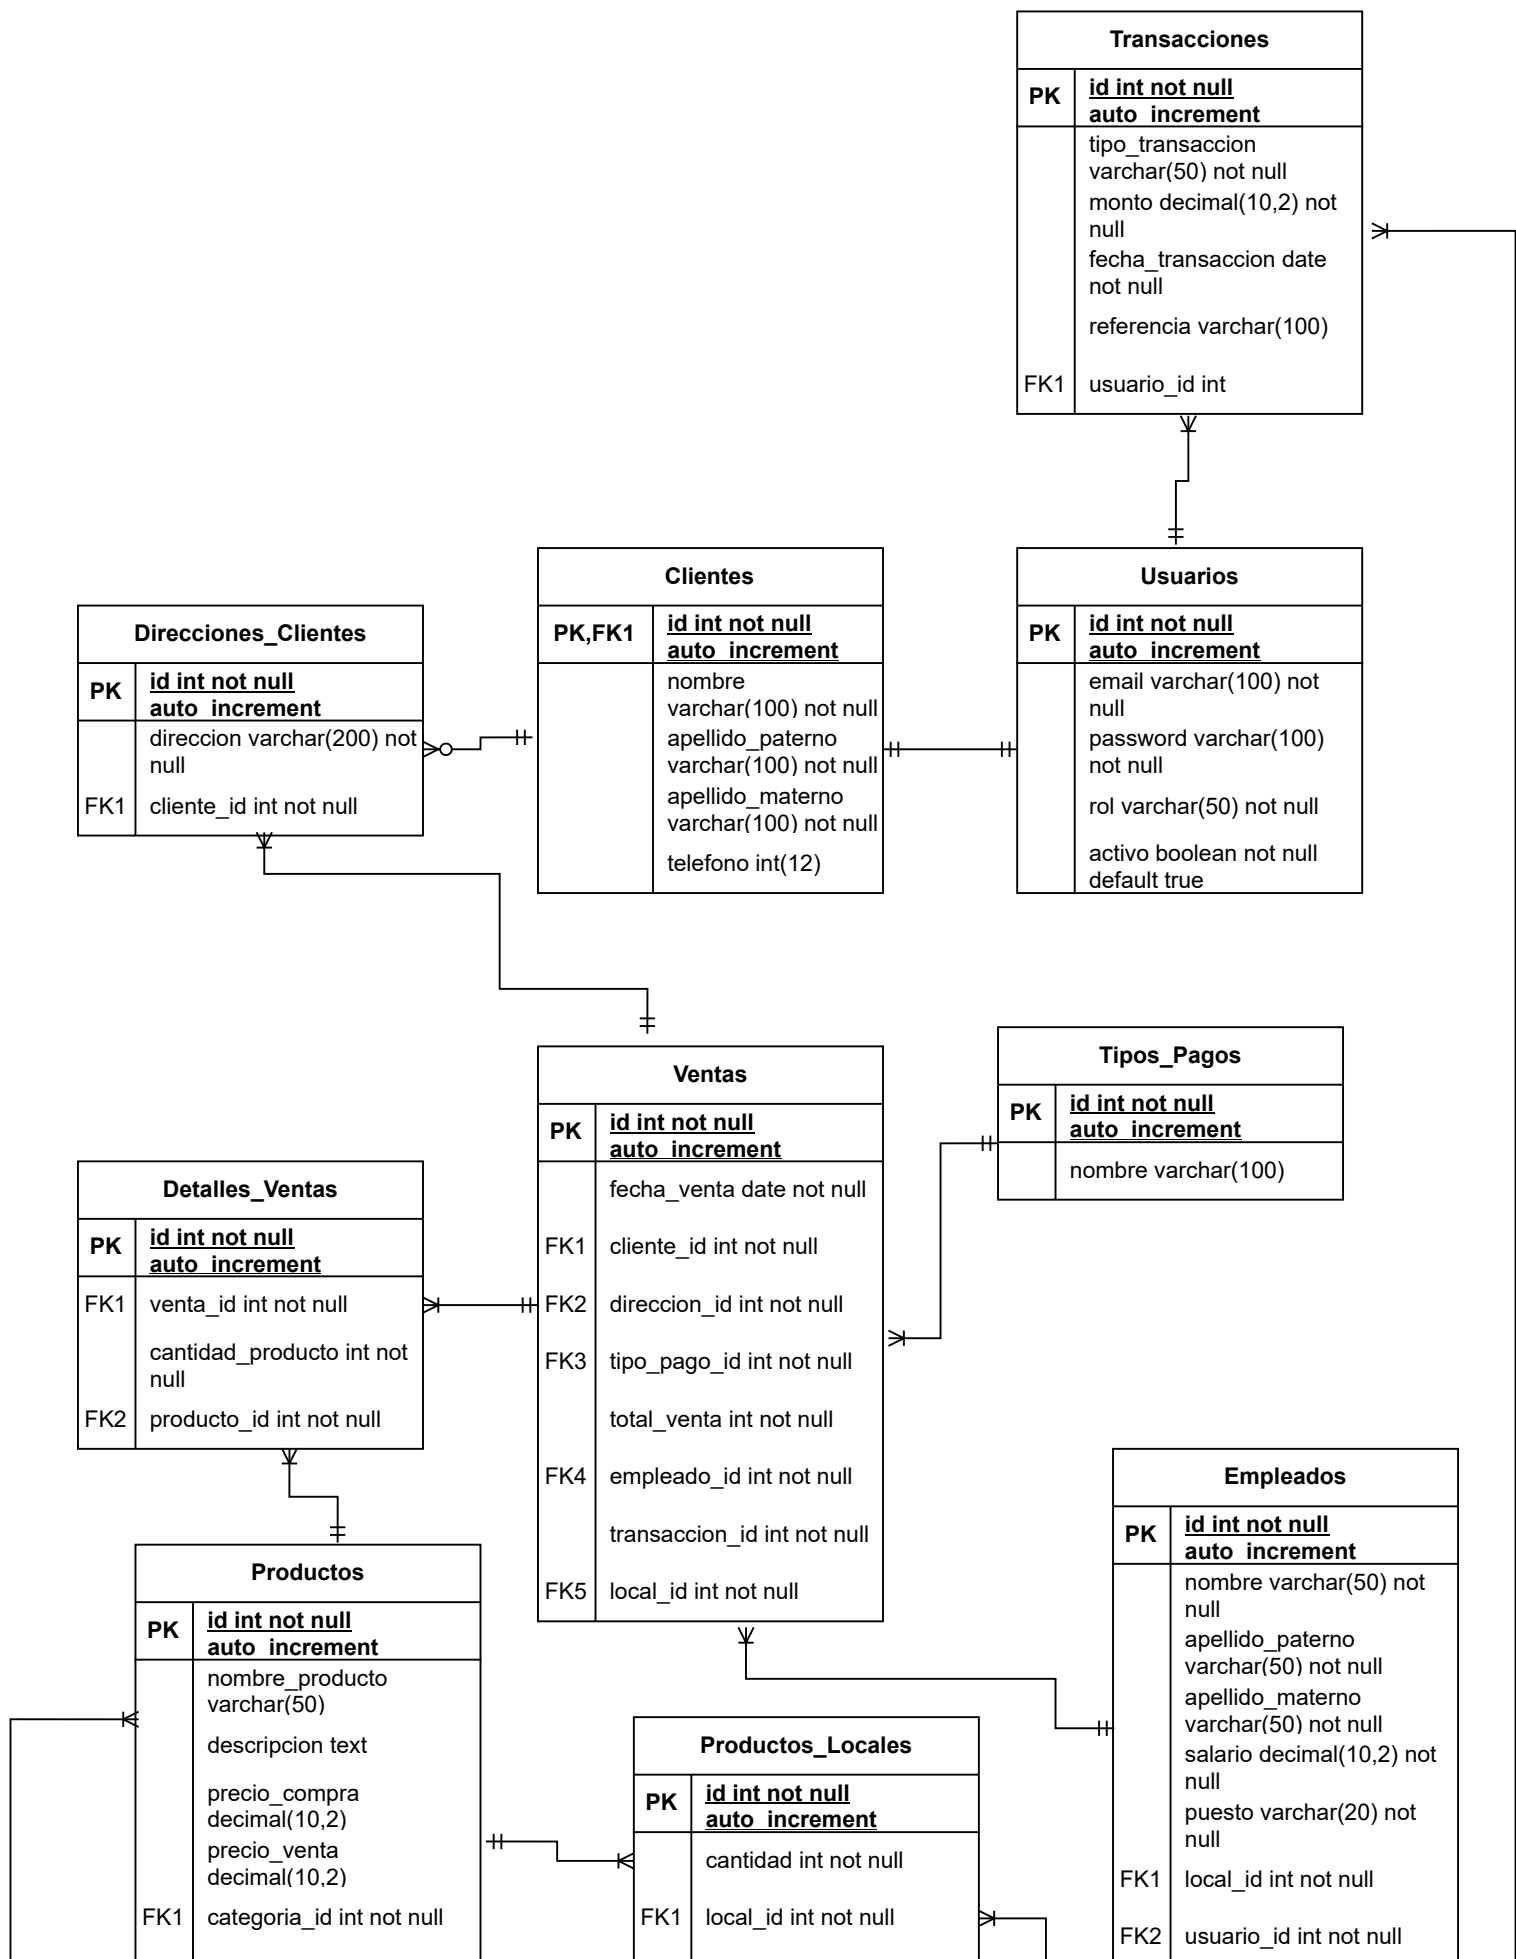 Transacciones
PK
id int not null
auto_increment
tipo_transaccion
varchar(50) not null
monto decimal(10,2) not
null
fecha_transaccion date
not null
referencia varchar(100)
FK1
usuario_id int
Clientes
PK,FK1
id int not null
auto_increment
nombre
varchar(100) not null
apellido_paterno
varchar(100) not null
apellido_materno
varchar(100) not null
telefono int(12)
Usuarios
PK
id int not null
auto_increment
email varchar(100) not
null
password varchar(100)
not null
rol varchar(50) not null
activo boolean not null
default true
Direcciones_Clientes
PK
id int not null
auto_increment
direccion varchar(200) not
null
FK1
cliente_id int not null
Ventas
PK
id int not null
auto_increment
fecha_venta date not null
FK1
cliente_id int not null
FK2
direccion_id int not null
FK3
tipo_pago_id int not null
total_venta int not null
FK4
empleado_id int not null
transaccion_id int not null
FK5
local_id int not null
Tipos_Pagos
PK
id int not null
auto_increment
nombre varchar(100)
Detalles_Ventas
PK
id int not null
auto_increment
FK1
venta_id int not null
cantidad_producto int not
null
FK2
producto_id int not null
Empleados
PK
id int not null
auto_increment
nombre varchar(50) not
null
apellido_paterno
varchar(50) not null
apellido_materno
varchar(50) not null
salario decimal(10,2) not
null
puesto varchar(20) not
null
FK1
local_id int not null
FK2
usuario_id int not null
Productos
PK
id int not null
auto_increment
nombre_producto
varchar(50)
descripcion text
precio_compra
decimal(10,2)
precio_venta
decimal(10,2)
FK1
categoria_id int not null
Productos_Locales
PK
id int not null
auto_increment
cantidad int not null
FK1
local_id int not null